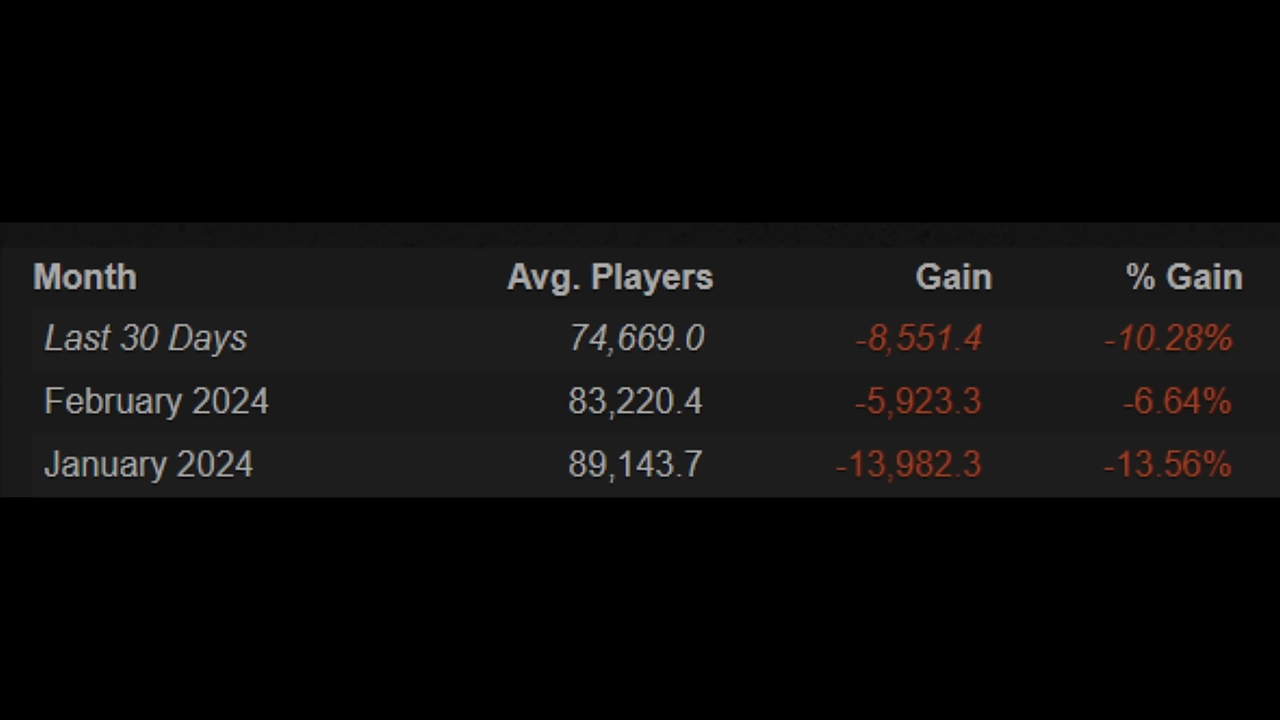 Month Avg. Players Gain % Gain
Last 30 Days 74,669.0 -8,551.4 -10.28%
February 2024 83,220.4 -5,923.3 -6.64%
January 2024 89,143.7 -13,982.3 -13.56%